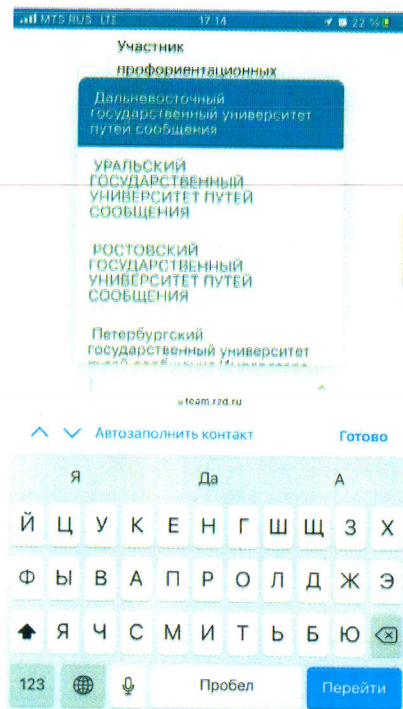 MTS RUS LTE 17:14 22 %
Участник
профориентационных
Дальневосточный
государственный университет
путей сообщения
УРАЛЬСКИЙ
ГОСУДАРСТВЕННЫЙ
УНИВЕРСИТЕТ ПУТЕЙ
СООБЩЕНИЯ
РОСТОВСКИЙ
ГОСУДАРСТВЕННЫЙ
УНИВЕРСИТЕТ ПУТЕЙ
СООБЩЕНИЯ
Петербургский
государственный университет
team.rzd.ru
Автозаполнить контакт Готово
Я Да А
Й Ц У К Е Н Г Ш Щ З Х
Ф Ы В А П Р О Л Д Ж Э
Я Ч С М И Т Ь Б Ю
123 Пробел Перейти